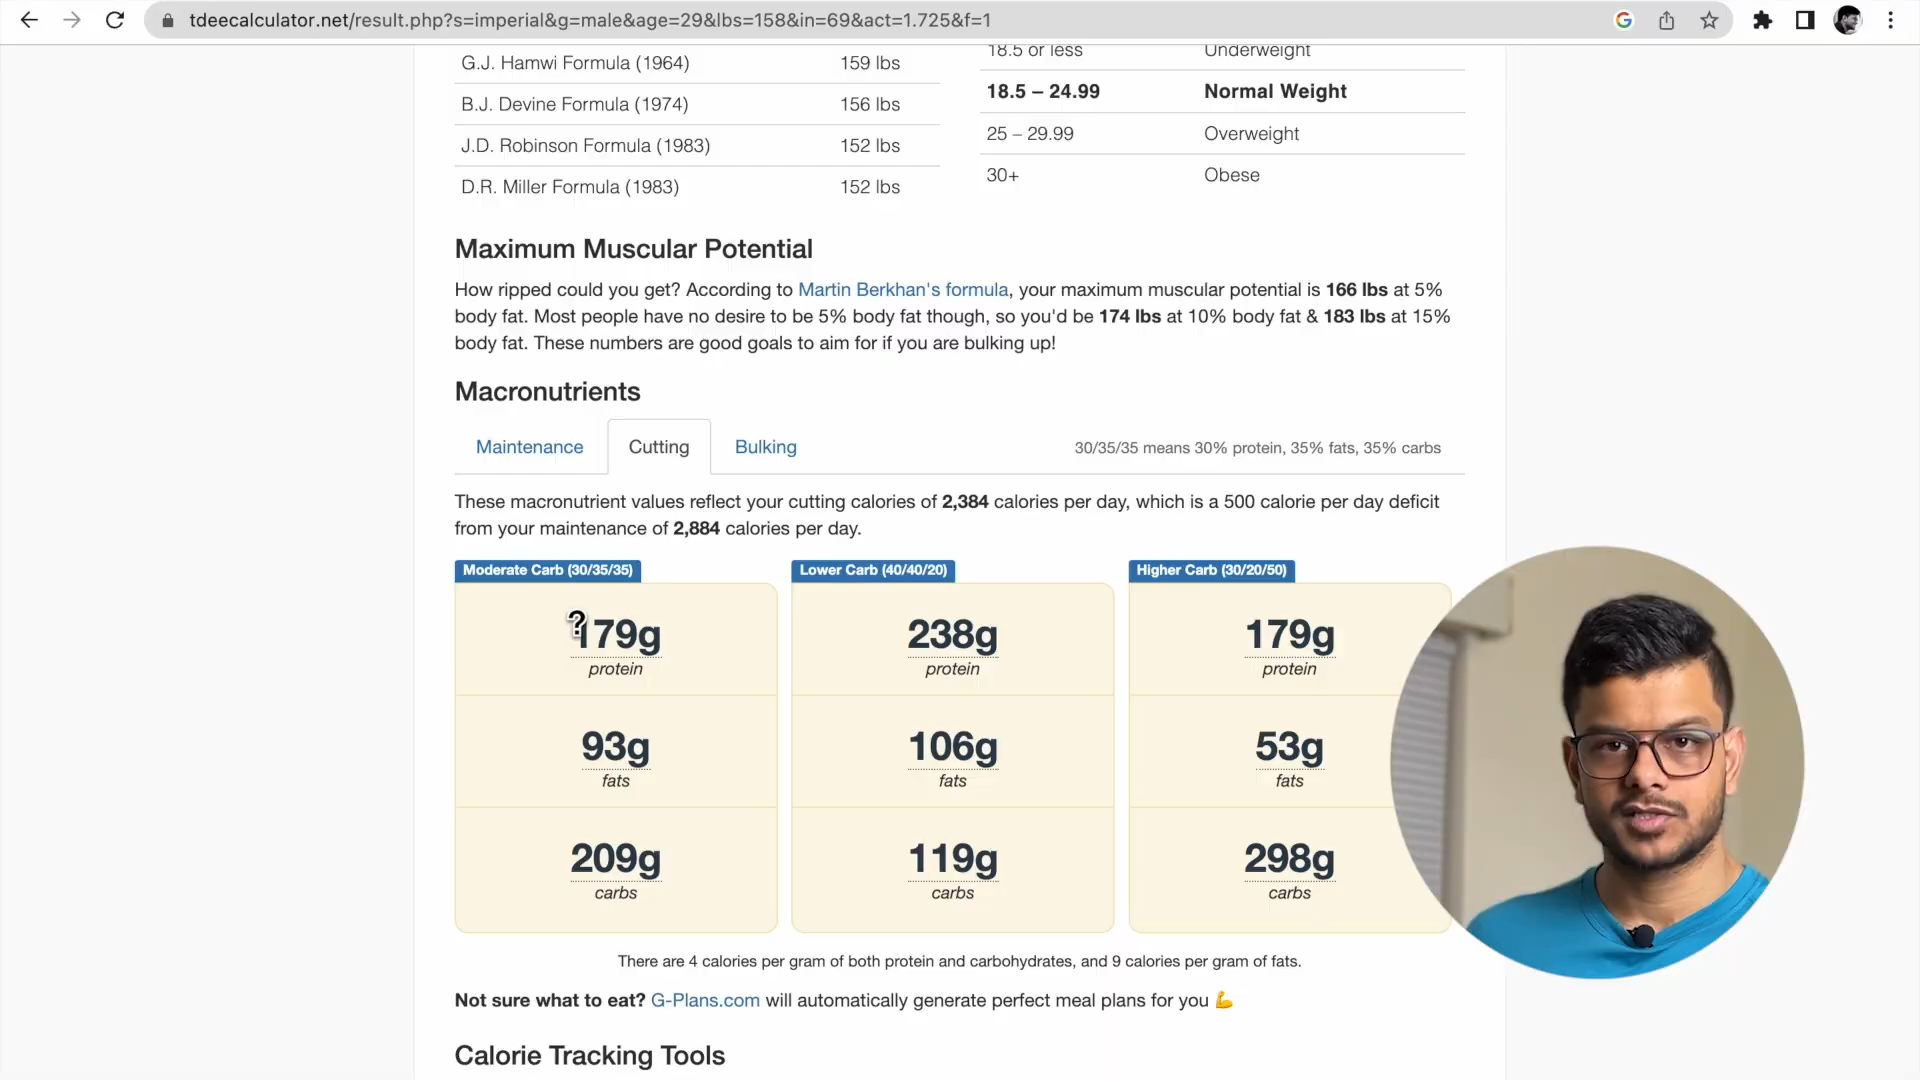 tdeecalculator.net/result.php?s=imperial&g=male&age=29&lbs=158&in=69&act=1.725&f=1
G.J. Hamwi Formula (1964) 159 lbs
B.J. Devine Formula (1974) 156 lbs
J.D. Robinson Formula (1983) 152 lbs
D.R. Miller Formula (1983) 152 lbs
18.5 or less Underweight
18.5 – 24.99 Normal Weight
25 – 29.99 Overweight
30+ Obese
Maximum Muscular Potential
How ripped could you get? According to Martin Berkhan's formula, your maximum muscular potential is 166 lbs at 5%
body fat. Most people have no desire to be 5% body fat though, so you'd be 174 lbs at 10% body fat & 183 lbs at 15%
body fat. These numbers are good goals to aim for if you are bulking up!
Macronutrients
Maintenance Cutting Bulking 30/35/35 means 30% protein, 35% fats, 35% carbs
These macronutrient values reflect your cutting calories of 2,384 calories per day, which is a 500 calorie per day deficit
from your maintenance of 2,884 calories per day.
Moderate Carb (30/35/35)
179g
protein
93g
fats
209g
carbs
Lower Carb (40/40/20)
238g
protein
106g
fats
119g
carbs
Higher Carb (30/20/50)
179g
protein
53g
fats
298g
carbs
There are 4 calories per gram of both protein and carbohydrates, and 9 calories per gram of fats.
Not sure what to eat? G-Plans.com will automatically generate perfect meal plans for you 💪
Calorie Tracking Tools